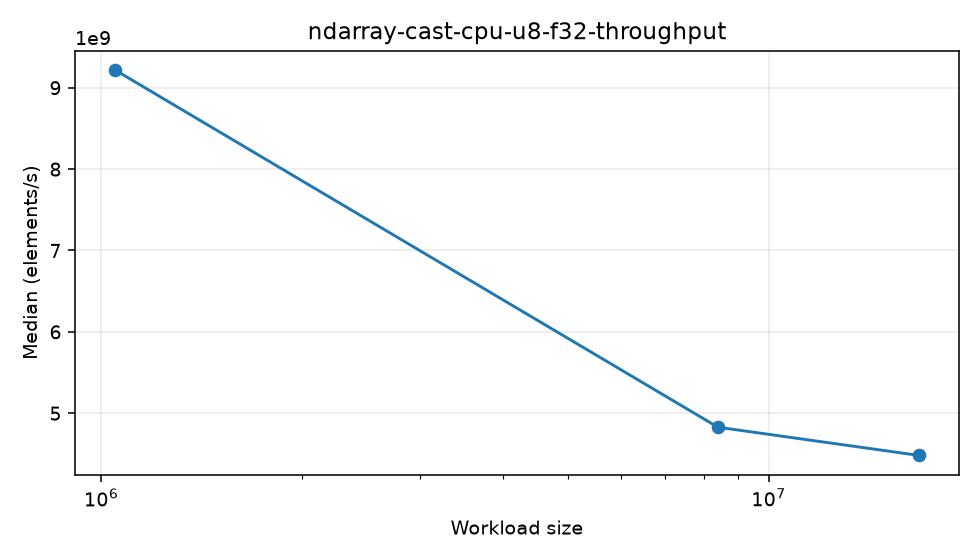 ndarray-cast-cpu-u8-f32-throughput
1e9
9
8
7
6
5
Median (elements/s)
10^6
10^7
Workload size